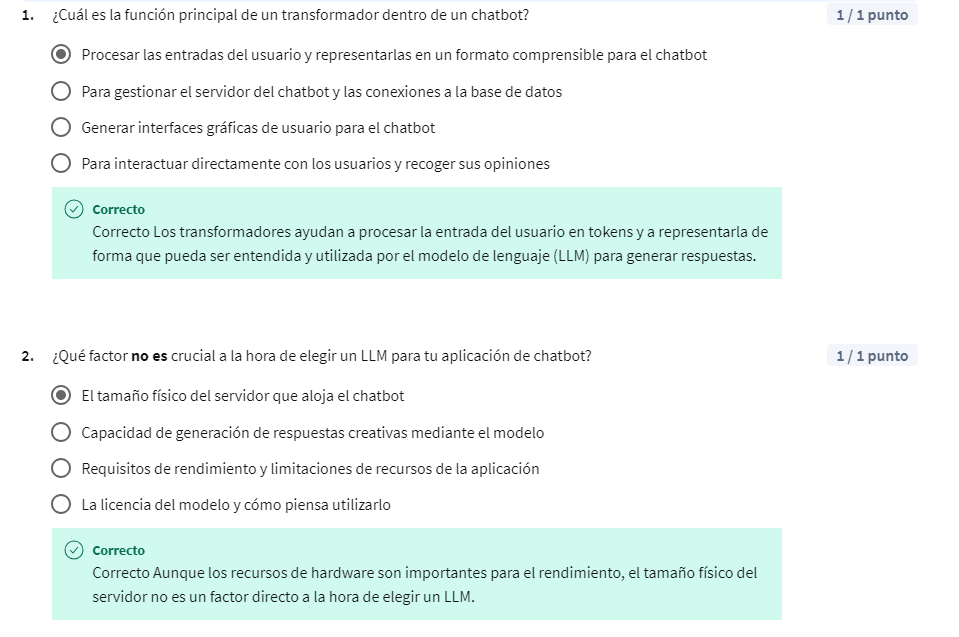 1. ¿Cuál es la función principal de un transformador dentro de un chatbot? 1 / 1 punto
Procesar las entradas del usuario y representarlas en un formato comprensible para el chatbot
Para gestionar el servidor del chatbot y las conexiones a la base de datos
Generar interfaces gráficas de usuario para el chatbot
Para interactuar directamente con los usuarios y recoger sus opiniones
Correcto
Correcto Los transformadores ayudan a procesar la entrada del usuario en tokens y a representarla de
forma que pueda ser entendida y utilizada por el modelo de lenguaje (LLM) para generar respuestas.
2. ¿Qué factor no es crucial a la hora de elegir un LLM para tu aplicación de chatbot? 1 / 1 punto
El tamaño físico del servidor que aloja el chatbot
Capacidad de generación de respuestas creativas mediante el modelo
Requisitos de rendimiento y limitaciones de recursos de la aplicación
La licencia del modelo y cómo piensa utilizarlo
Correcto
Correcto Aunque los recursos de hardware son importantes para el rendimiento, el tamaño físico del
servidor no es un factor directo a la hora de elegir un LLM.